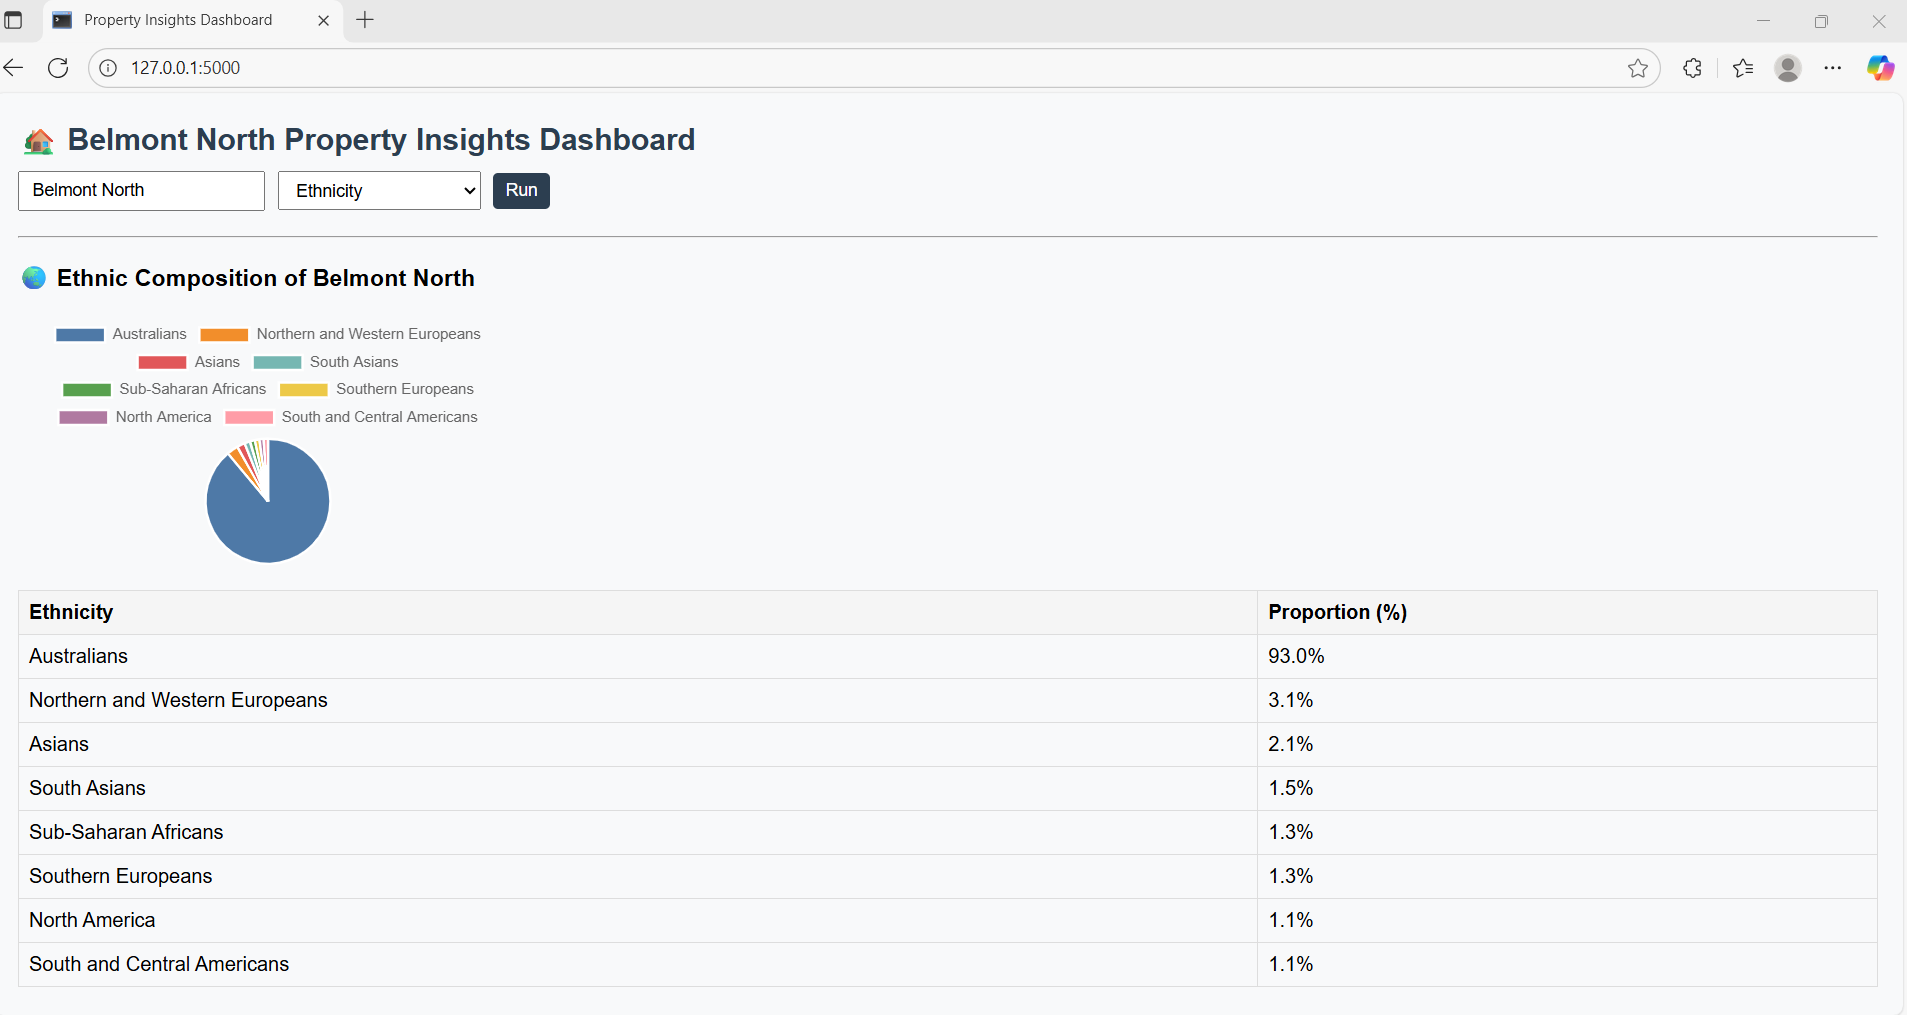 Property Insights Dashboard
127.0.0.1:5000
Belmont North Property Insights Dashboard
Belmont North Ethnicity Run
Ethnic Composition of Belmont North
Australians Northern and Western Europeans
Asians South Asians
Sub-Saharan Africans Southern Europeans
North America South and Central Americans
Ethnicity Proportion (%)
Australians 93.0%
Northern and Western Europeans 3.1%
Asians 2.1%
South Asians 1.5%
Sub-Saharan Africans 1.3%
Southern Europeans 1.3%
North America 1.1%
South and Central Americans 1.1%